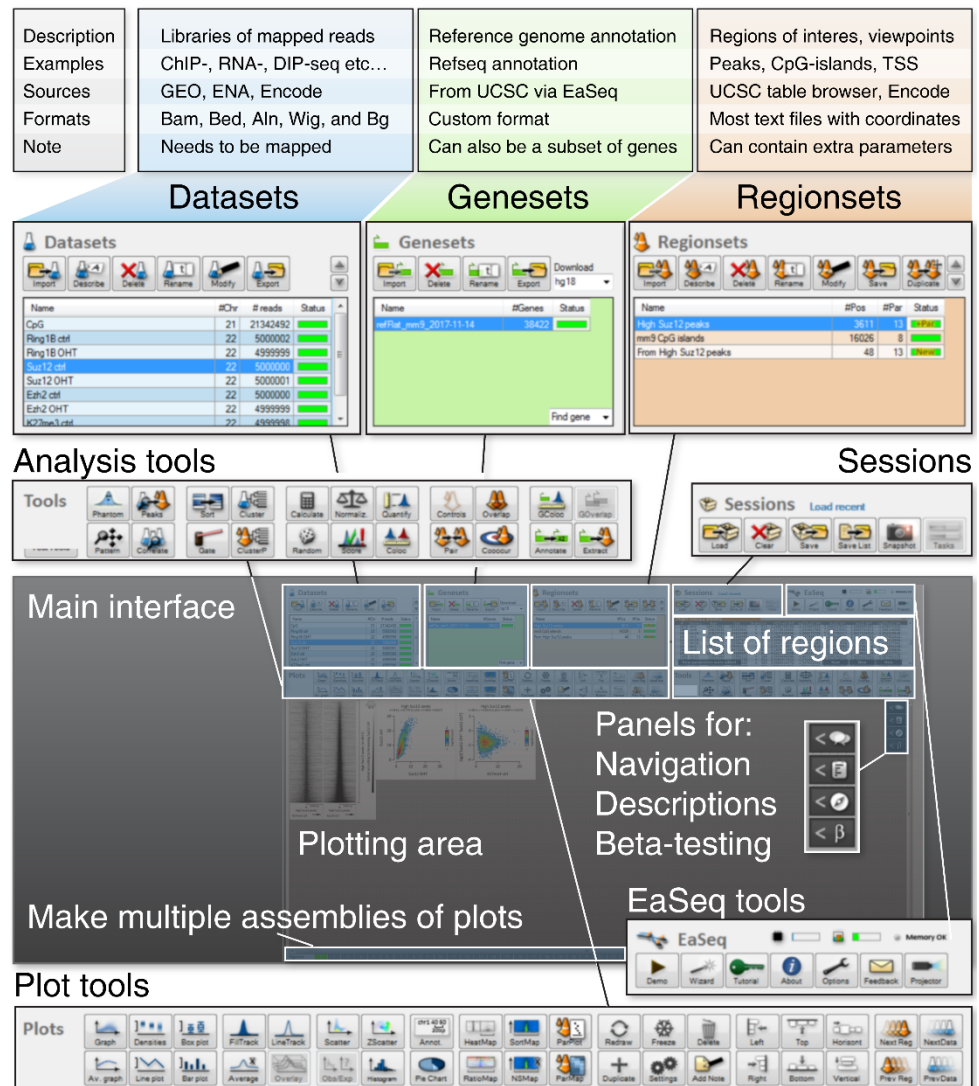 Description Libraries of mapped reads Reference genome annotation Regions of interes, viewpoints
Examples ChIP-, RNA-, DIP-seq etc... Refseq annotation Peaks, CpG-islands, TSS
Sources GEO, ENA, Encode From UCSC via EaSeq UCSC table browser, Encode
Formats Bam, Bed, Aln, Wig, and Bg Custom format Most text files with coordinates
Note Needs to be mapped Can also be a subset of genes Can contain extra parameters
Datasets Genesets Regionsets
Datasets
Import Describe Delete Rename Modify Export
Name #Chr # reads Status
CpG 21 21342492
Ring1B ctrl 22 5000002
Ring1B OHT 22 4999999
Suz12 ctrl 22 5000000
Suz12 OHT 22 5000001
Ezh2 ctrl 22 5000000
Ezh2 OHT 22 4999999
K27me3 ctrl 22 4999998
Genesets
Download
hg18
Import Delete Rename Export
Name #Genes Status
refFlat_mm9_2017-11-14 38422
Find gene
Regionsets
Import Describe Delete Rename Modify Save Duplicate
Name #Pos #Par Status
High Suz12 peaks 3611 13 +Par
mm9 CpG islands 16026 8
From High Suz12 peaks 48 13 New
Analysis tools
Sessions
Tools
Phantom Peaks Sort Cluster Calculate Normaliz. Quantify Controls Overlap GColoc GOverlap
Pattern Correlate Gate ClusterP Random Score Coloc Pair Cooccur Annotate Extract
Sessions Load recent
Load Clear Save Save List Snapshot Tasks
Main interface
List of regions
Panels for:
Navigation
Descriptions
Beta-testing
< β
Plotting area
Make multiple assemblies of plots
EaSeq tools
EaSeq Memory OK
Demo Wizard Tutorial About Options Feedback Projector
Plot tools
Plots
Graph Densities Box plot FillTrack LineTrack Scatter ZScatter Annot. HeatMap SortMap ParPlot Redraw Freeze Delete Left Top Horisont Next Reg NextData
Av. graph Line plot Bar plot Average Overlay Obs/Exp Histogram Pie Chart RatioMap NSMap ParMap Duplicate Settings Add Note Right Bottom Vertical Prev Reg PrevData